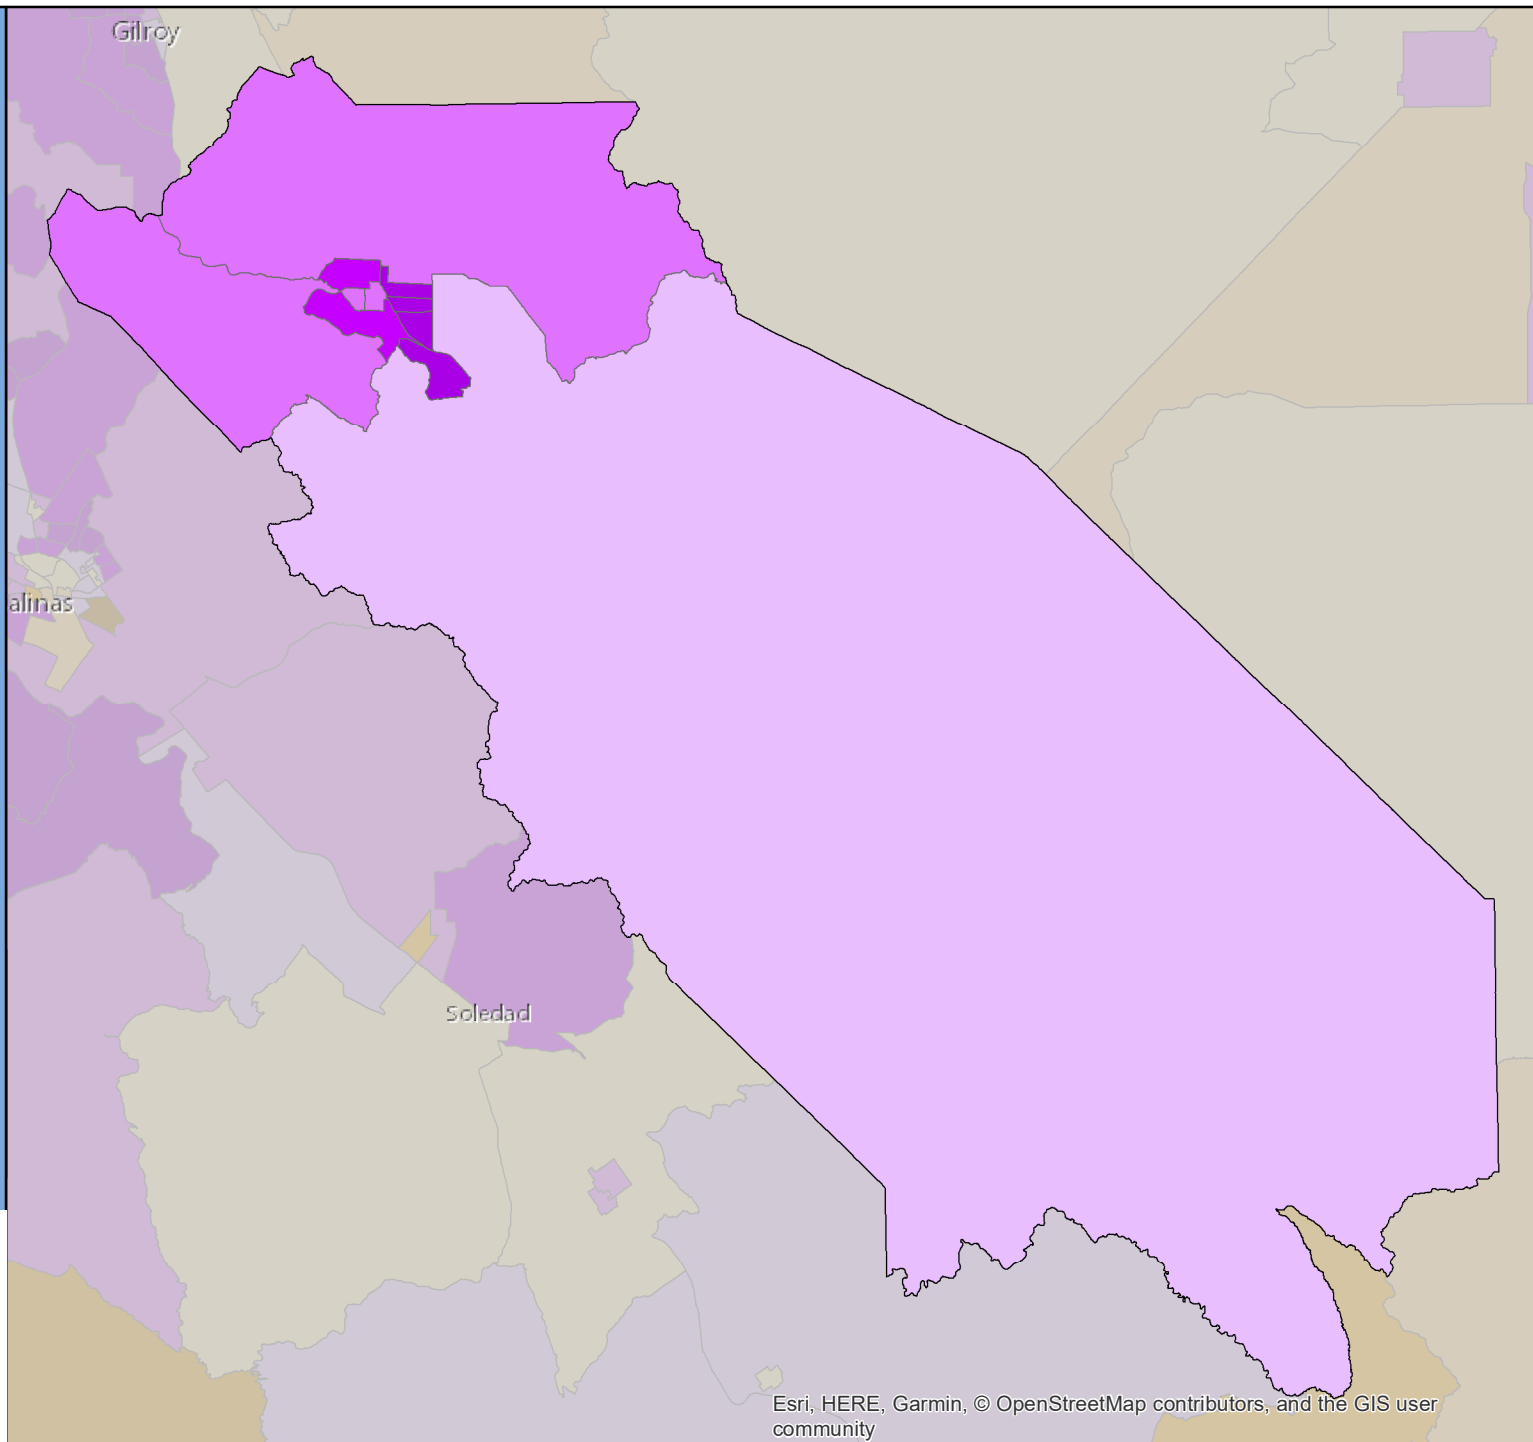 Gilroy
alinas
Soledad
Esri, HERE, Garmin, © OpenStreetMap contributors, and the GIS user
community